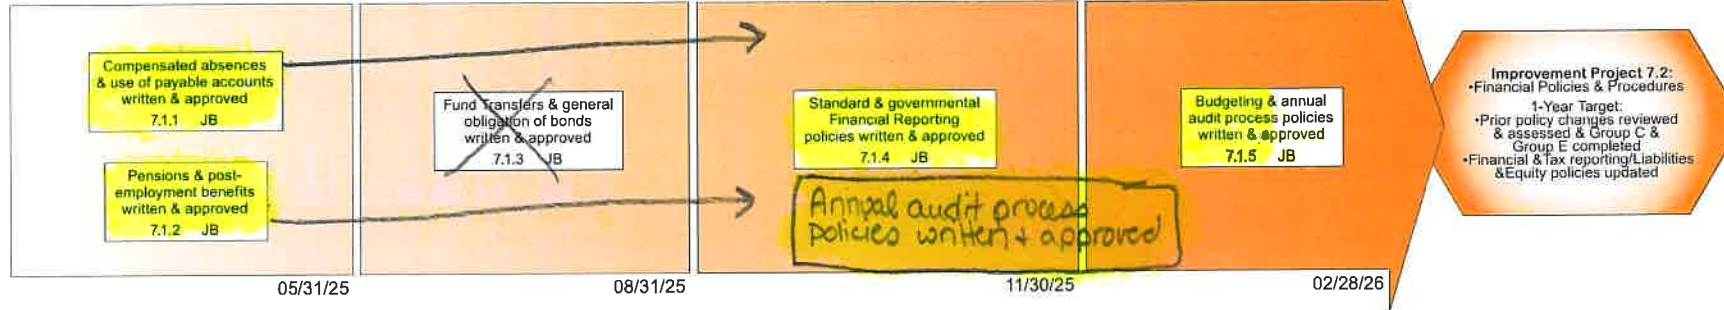 Compensated absences
& use of payable accounts
written & approved
7.1.1 JB
Pensions & post-
employment benefits
written & approved
7.1.2 JB
05/31/25
Fund Transfers & general
obligation of bonds
written & approved
7.1.3 JB
08/31/25
Standard & governmental
Financial Reporting
policies written & approved
7.1.4 JB
Annual audit process
policies written + approved
11/30/25
Budgeting & annual
audit process policies
written & approved
7.1.5 JB
02/28/26
Improvement Project 7.2:
•Financial Policies & Procedures
1-Year Target:
•Prior policy changes reviewed
& assessed & Group C &
Group E completed
•Financial &Tax reporting/Liabilities
&Equity policies updated